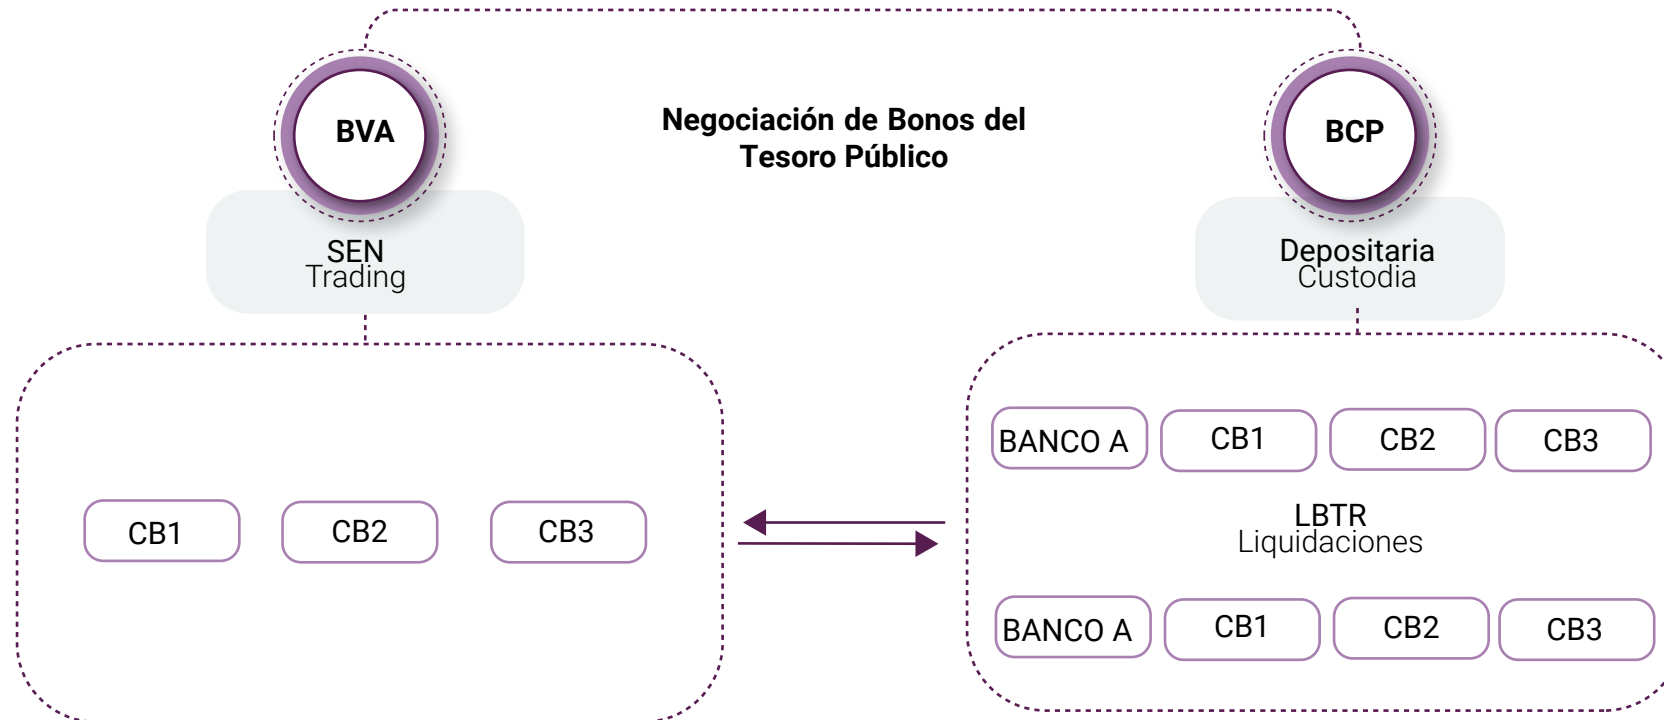 BVA
Negociación de Bonos del
Tesoro Público
BCP
SEN
Trading
Depositaria
Custodia
CB1
CB2
CB3
BANCO A
CB1
CB2
CB3
LBTR
Liquidaciones
BANCO A
CB1
CB2
CB3